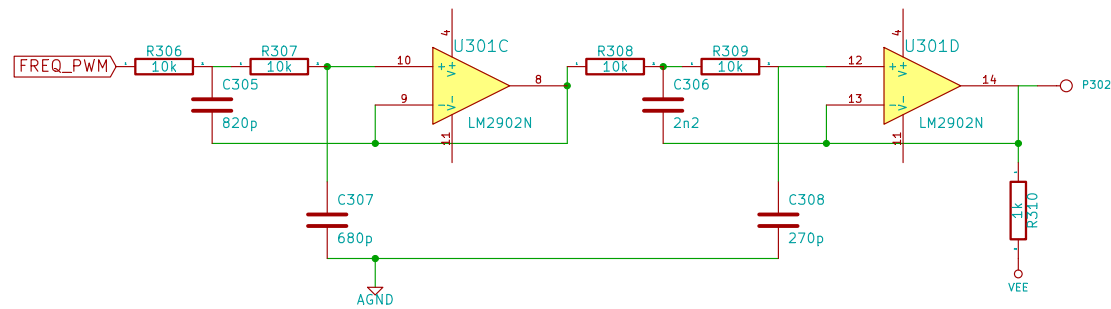 FREQ_PWM
R306
10k
R307
10k
C305
820p
C307
680p
AGND
U301C
LM2902N
10
9
8
4
11
+
-
V+
V-
R308
10k
R309
10k
C306
2n2
C308
270p
U301D
LM2902N
12
13
14
4
11
+
-
V+
V-
P302
R310
1k
VEE